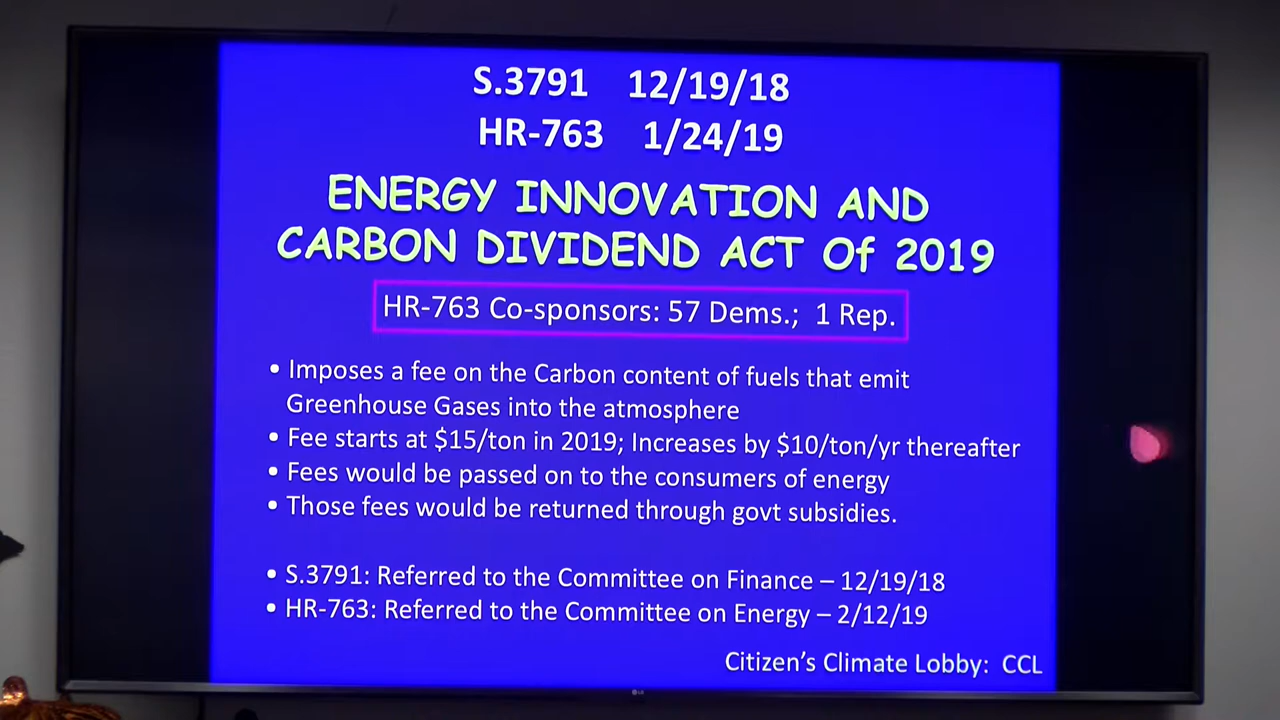 S.3791 12/19/18
HR-763 1/24/19
ENERGY INNOVATION AND
CARBON DIVIDEND ACT Of 2019
HR-763 Co-sponsors: 57 Dems.; 1 Rep.
• Imposes a fee on the Carbon content of fuels that emit
Greenhouse Gases into the atmosphere
• Fee starts at $15/ton in 2019; Increases by $10/ton/yr thereafter
• Fees would be passed on to the consumers of energy
• Those fees would be returned through govt subsidies.
• S.3791: Referred to the Committee on Finance – 12/19/18
• HR-763: Referred to the Committee on Energy – 2/12/19
Citizen's Climate Lobby: CCL
LG